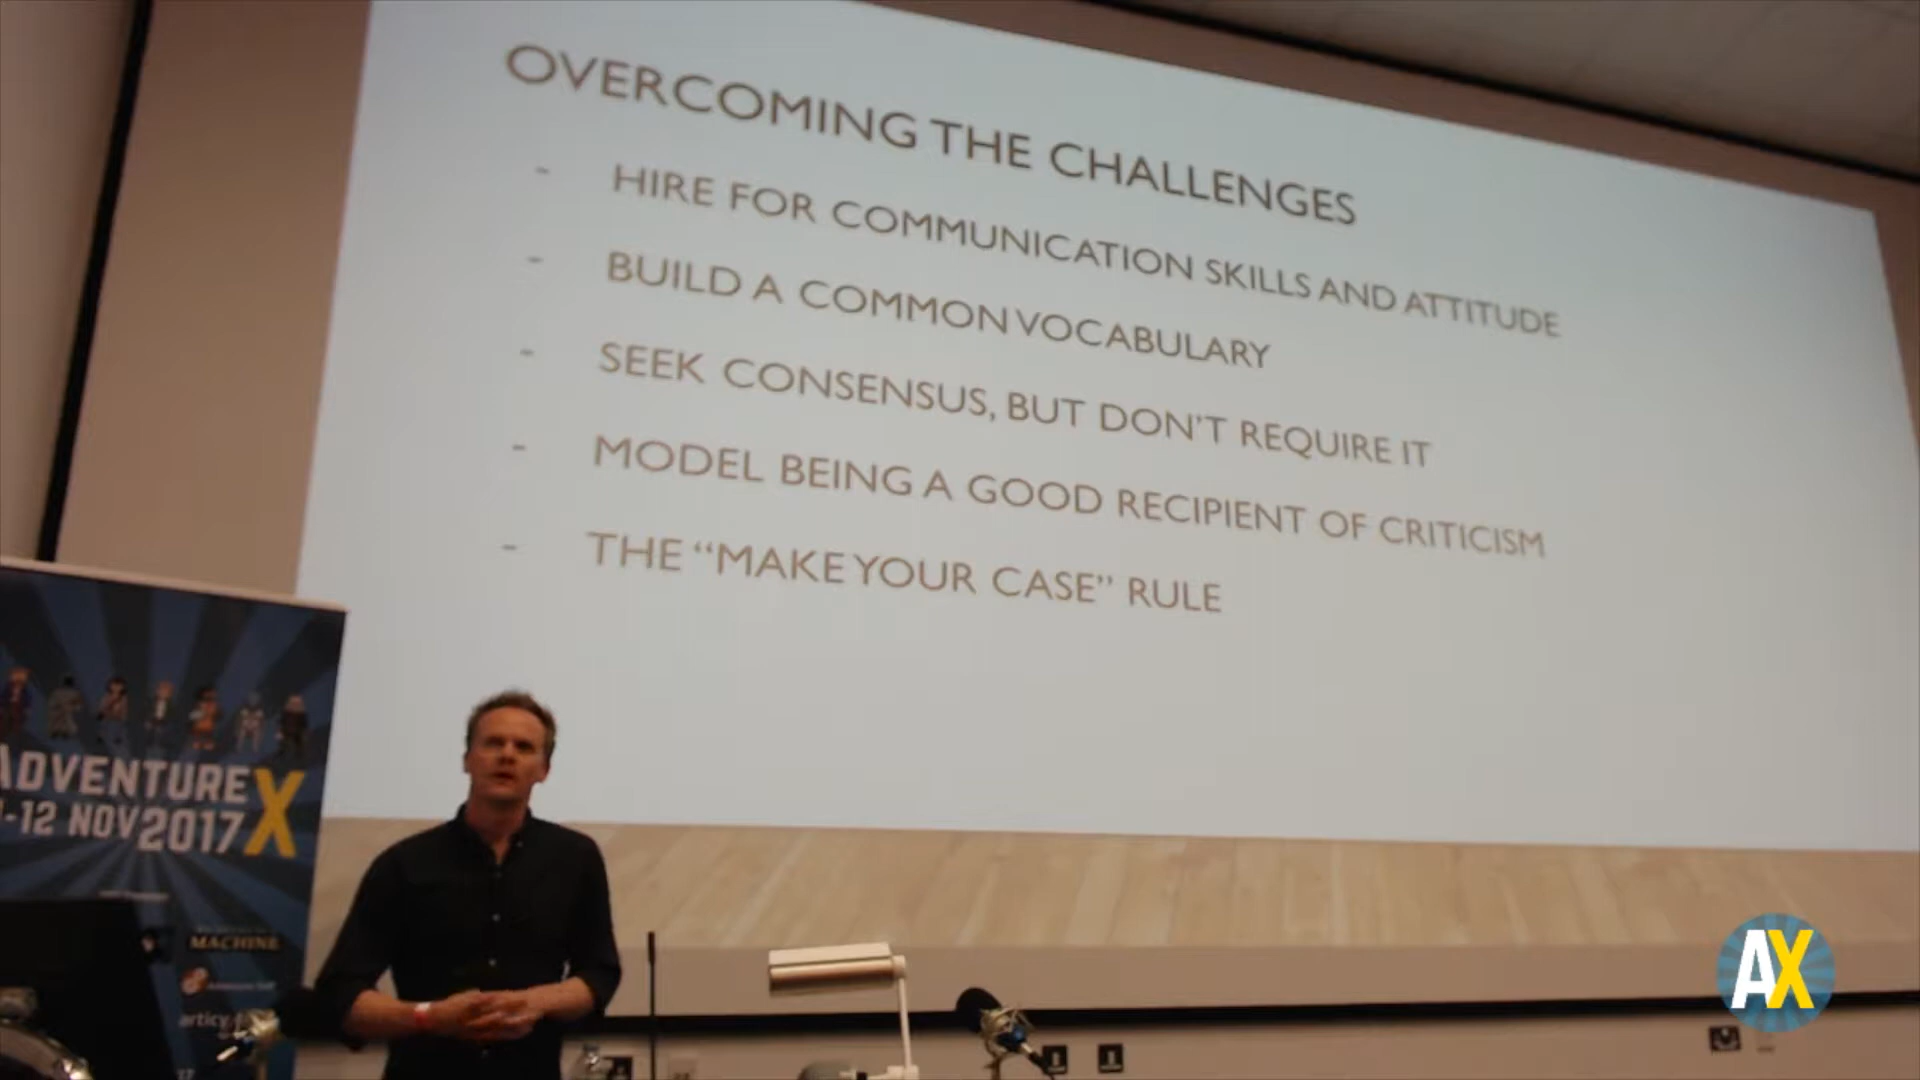 OVERCOMING THE CHALLENGES
- HIRE FOR COMMUNICATION SKILLS AND ATTITUDE
- BUILD A COMMON VOCABULARY
- SEEK CONSENSUS, BUT DON'T REQUIRE IT
- MODEL BEING A GOOD RECIPIENT OF CRITICISM
- THE “MAKE YOUR CASE” RULE
ADVENTURE X
-12 NOV 2017
MACHINE
articy
AX